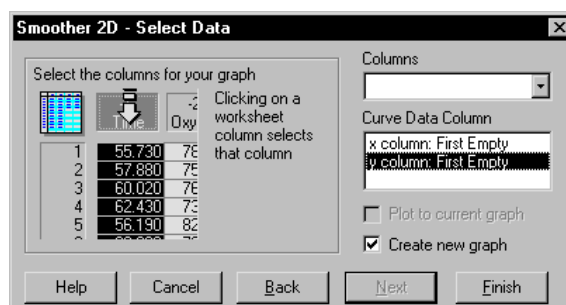 Smoother 2D - Select Data
Select the columns for your graph
Time
Oxy
Clicking on a
worksheet
column selects
that column
1 55.730 78
2 57.880 75
3 60.020 76
4 62.430 73
5 56.190 82
Columns
Curve Data Column
x column: First Empty
y column: First Empty
Plot to current graph
Create new graph
Help
Cancel
Back
Next
Finish